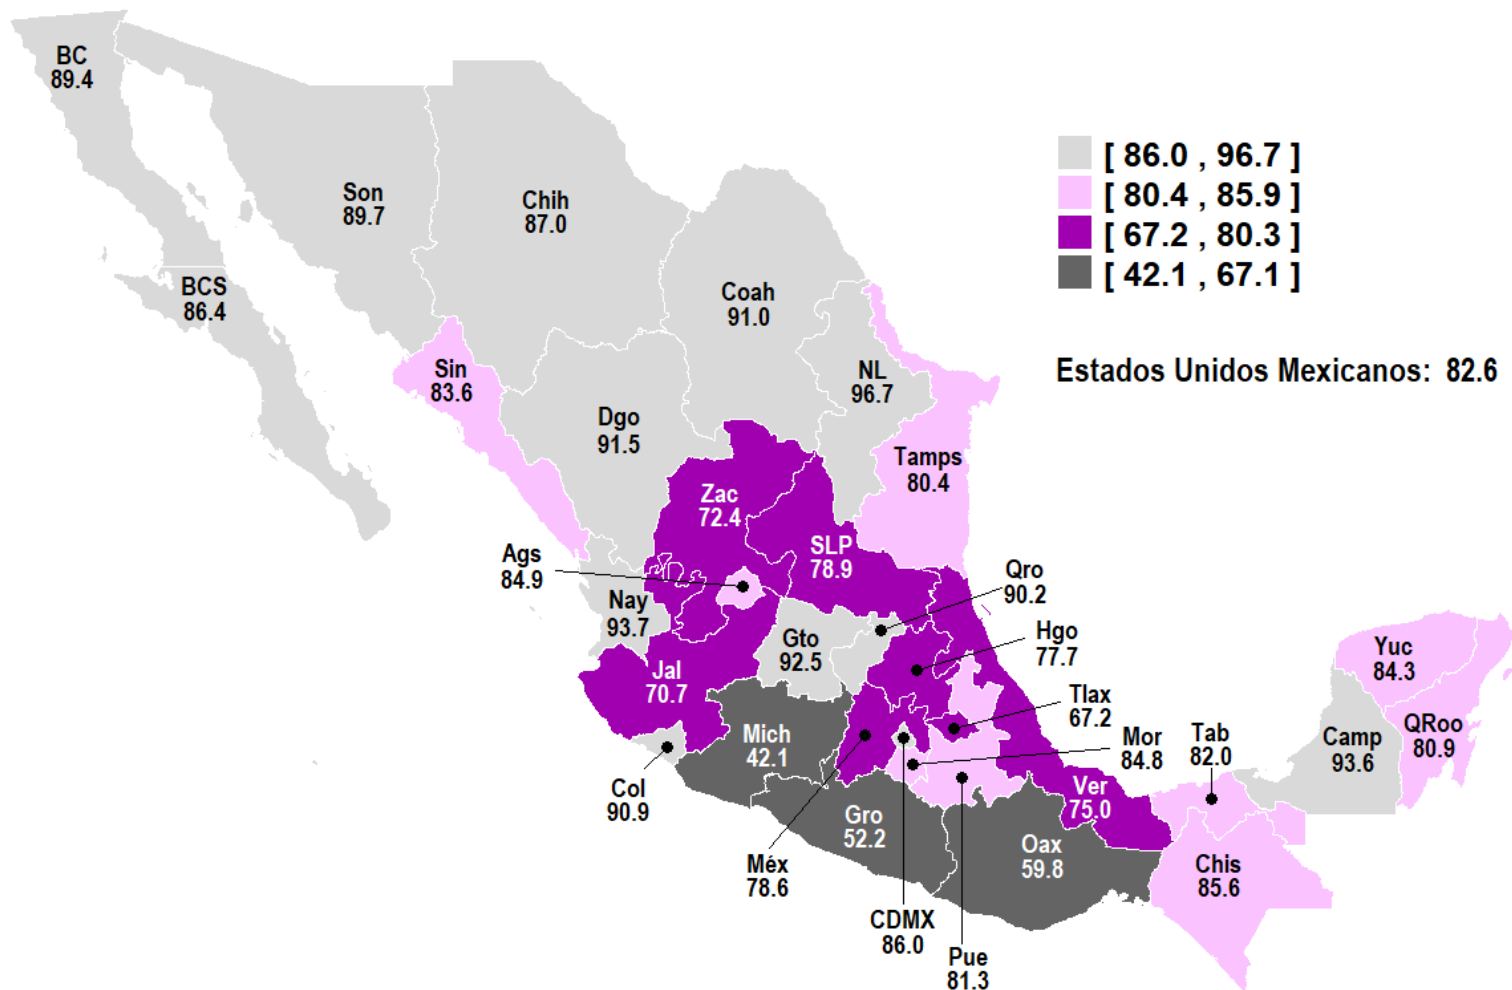 BC
89.4
Son
89.7
Chih
87.0
[ 86.0 , 96.7 ]
[ 80.4 , 85.9 ]
[ 67.2 , 80.3 ]
[ 42.1 , 67.1 ]
BCS
86.4
Coah
91.0
Estados Unidos Mexicanos: 82.6
Sin
83.6
NL
96.7
Dgo
91.5
Tamps
80.4
Zac
72.4
SLP
78.9
Ags
84.9
Qro
90.2
Nay
93.7
Gto
92.5
Hgo
77.7
Yuc
84.3
Jal
70.7
Tlax
67.2
QRoo
80.9
Mich
42.1
Mor
84.8
Tab
82.0
Camp
93.6
Col
90.9
Ver
75.0
Gro
52.2
Oax
59.8
Méx
78.6
Chis
85.6
CDMX
86.0
Pue
81.3